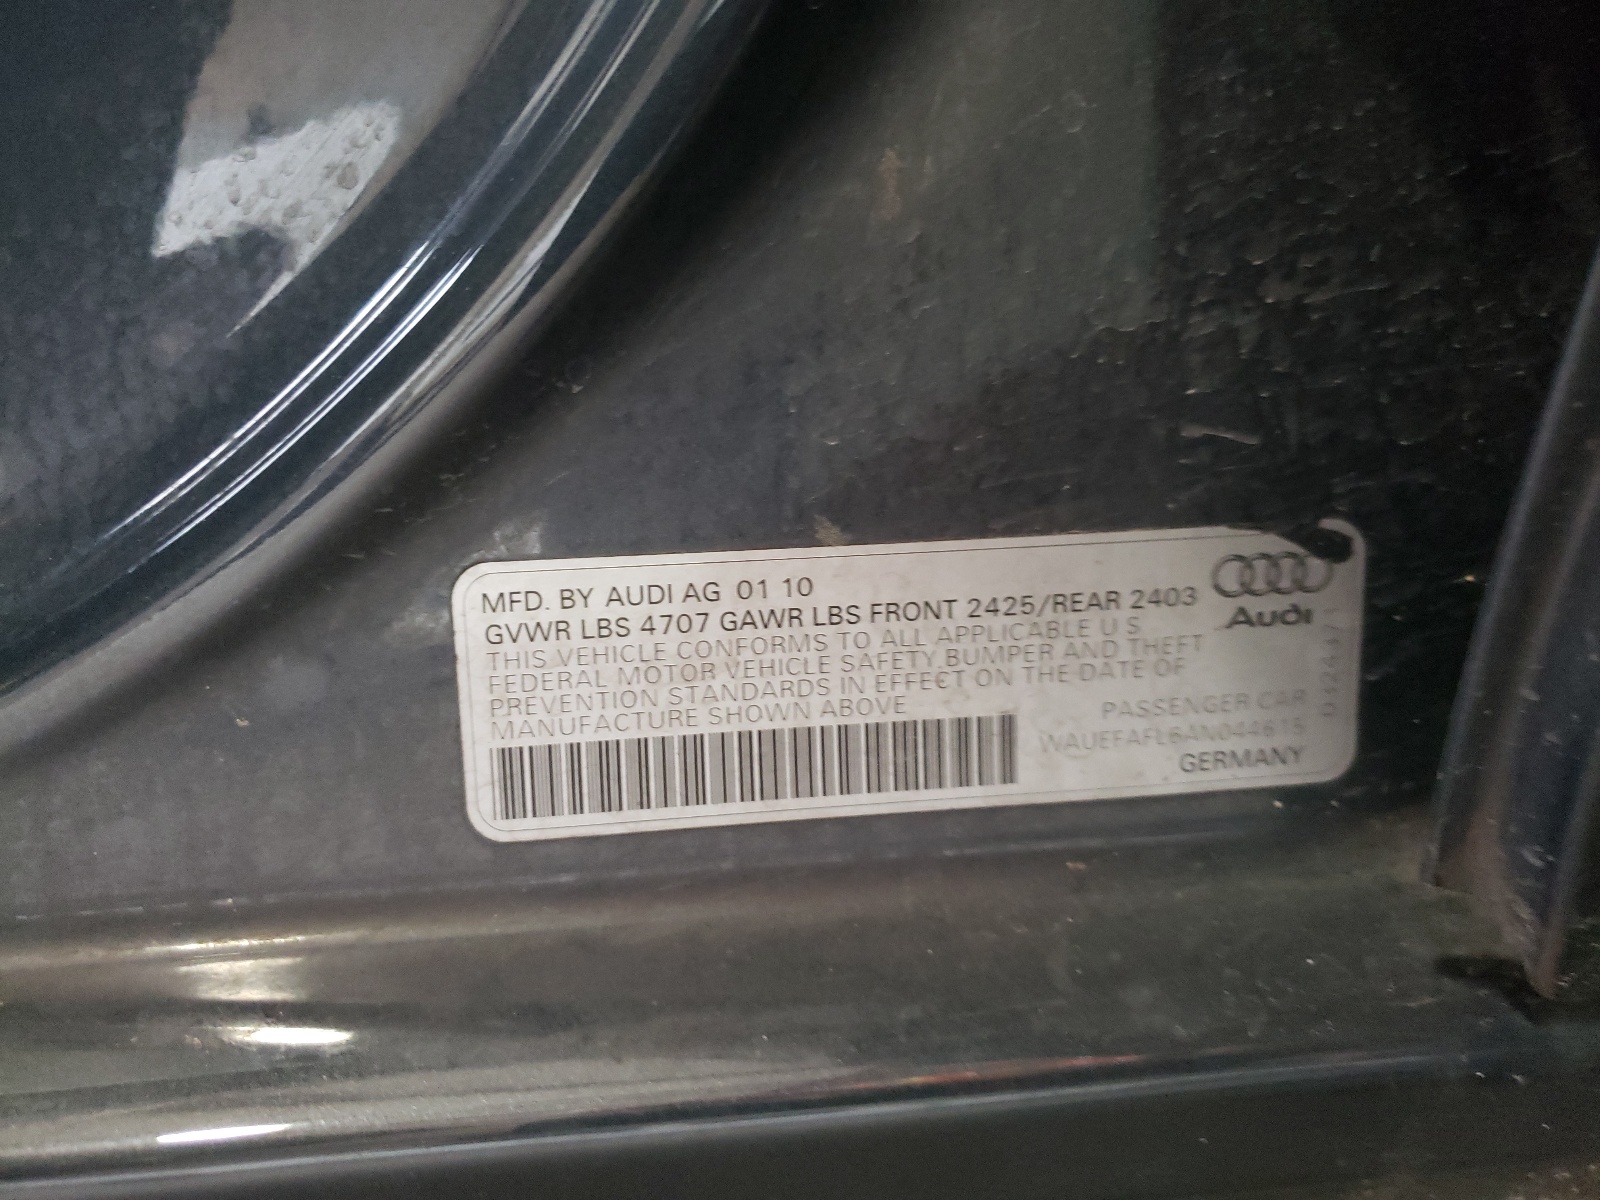 MFD. BY AUDI AG 01 10
GVWR LBS 4707 GAWR LBS FRONT 2425/REAR 2403
THIS VEHICLE CONFORMS TO ALL APPLICABLE U S
FEDERAL MOTOR VEHICLE SAFETY,BUMPER AND THEFT
PREVENTION STANDARDS IN EFFECT ON THE DATE OF
MANUFACTURE SHOWN ABOVE
Audi
PASSENGER CAR
WAUEFAFL6AN044615
GERMANY